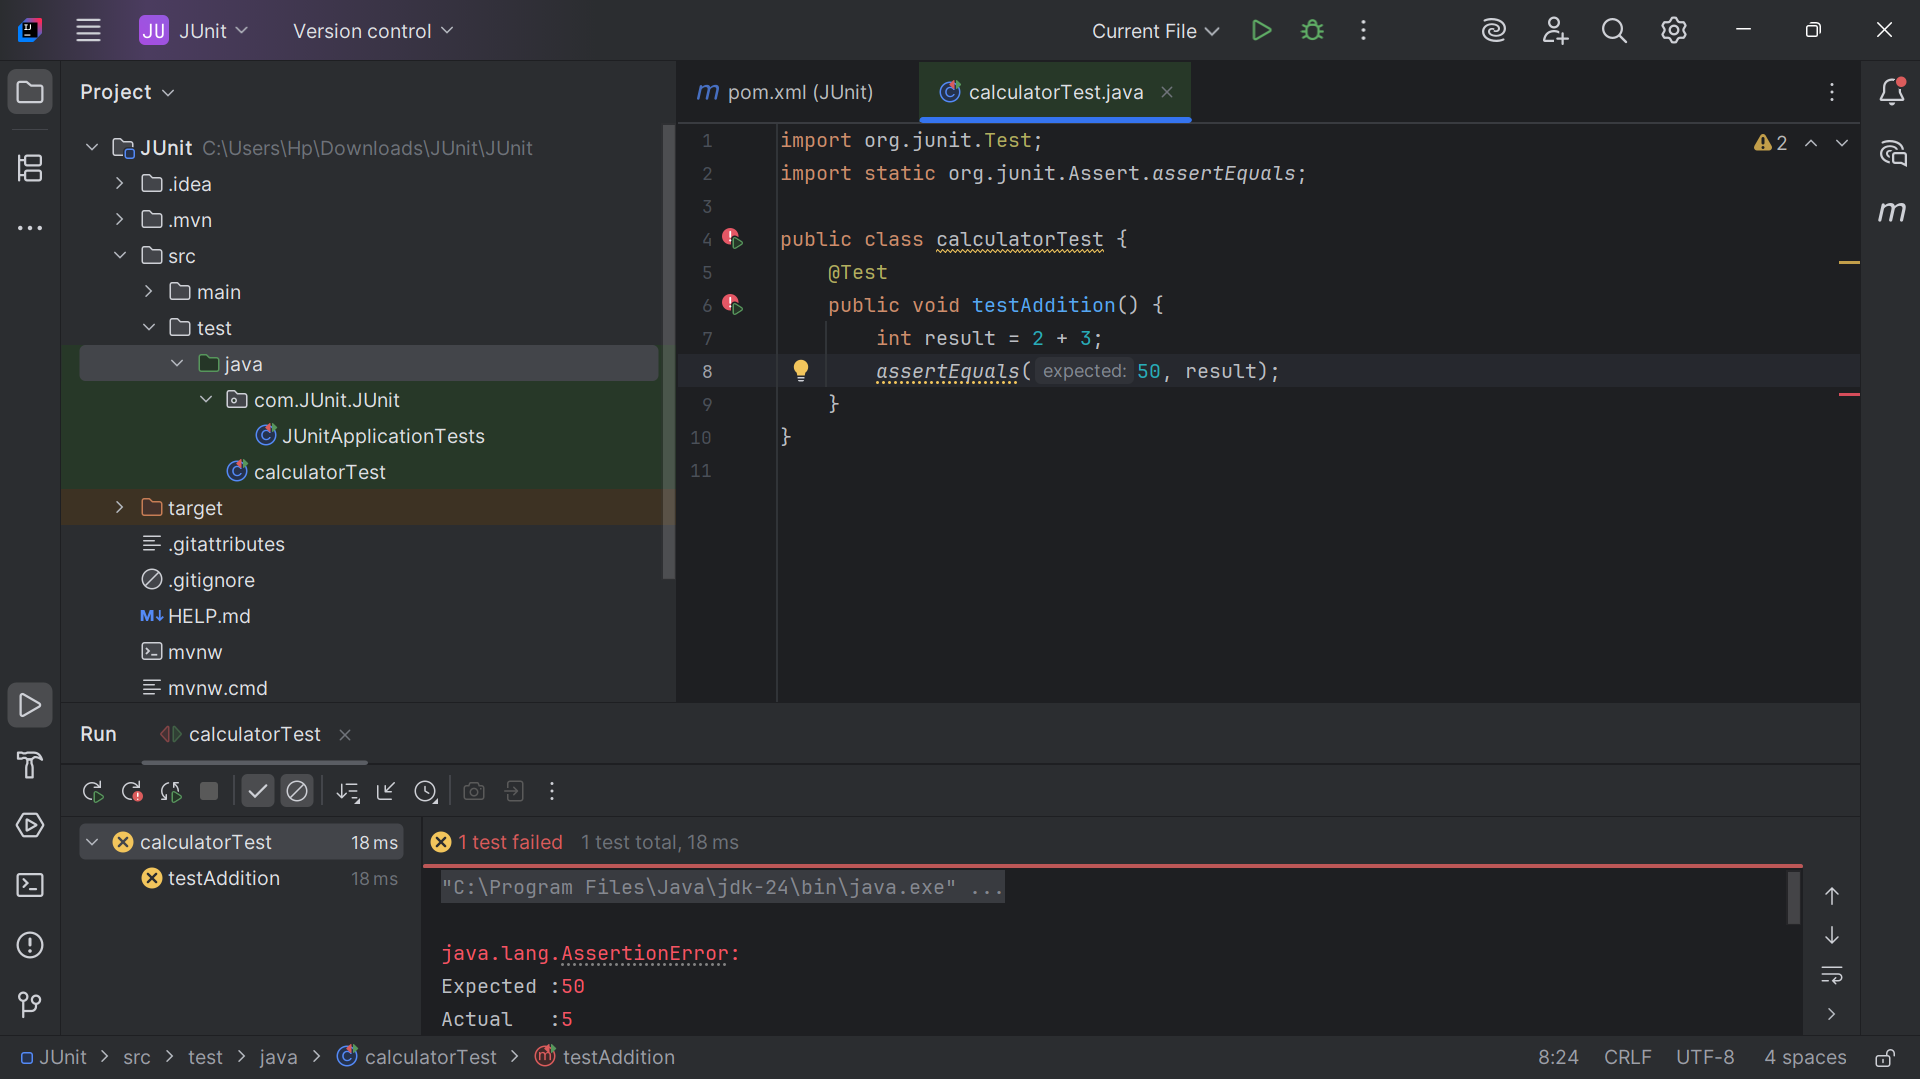 JU JUnit Version control Current File
Project
pom.xml (JUnit) calculatorTest.java
JUnit C:\Users\Hp\Downloads\JUnit\JUnit
.idea
.mvn
src
main
test
java
com.JUnit.JUnit
JUnitApplicationTests
calculatorTest
target
.gitattributes
.gitignore
M↓ HELP.md
mvnw
mvnw.cmd
2
1 import org.junit.Test;
2 import static org.junit.Assert.assertEquals;
3
4 public class calculatorTest {
5 @Test
6 public void testAddition() {
7 int result = 2 + 3;
8 assertEquals( expected: 50, result);
9 }
10 }
11
Run calculatorTest
calculatorTest 18 ms
testAddition 18 ms
1 test failed 1 test total, 18 ms
"C:\Program Files\Java\jdk-24\bin\java.exe" ...
java.lang.AssertionError:
Expected :50
Actual :5
JUnit > src > test > java > calculatorTest > testAddition 8:24 CRLF UTF-8 4 spaces